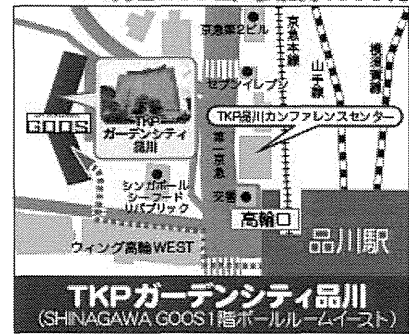 京急第2ビル
京急本線
山手線
横須賀線
セブンイレブン
TKP品川カンファレンスセンター
GOOS
TKP
ガーデンシティ
品川
第一京急
シンガポール
シーフード
リパブリック
交番
高輪口
品川駅
ウィング高輪WEST
TKPガーデンシティ品川
(SHINAGAWA GOOS1階ボールルームイースト)